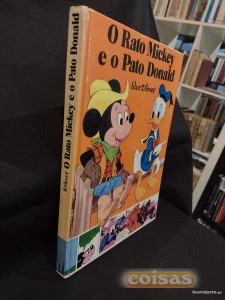 O Rato Mickey
e o Pato Donald
Walt Disney
O Rato Mickey e o Pato Donald
coisas